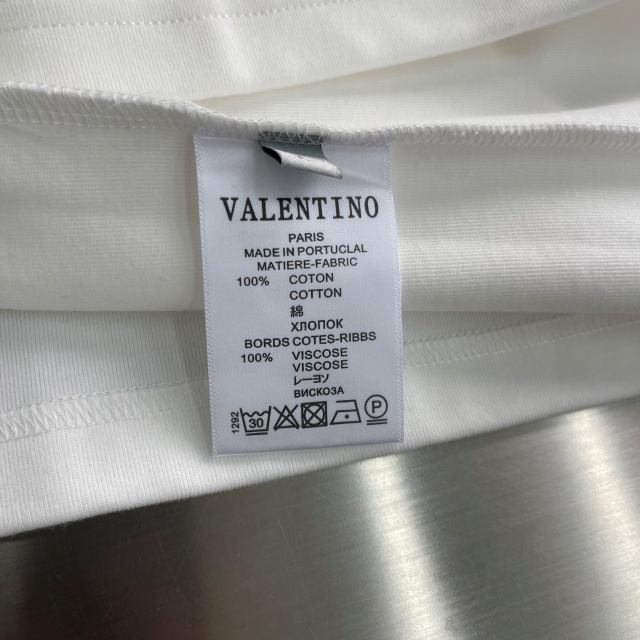 VALENTINO
PARIS
MADE IN PORTUCLAL
MATIERE-FABRIC
100% COTON
COTTON
綿
ХЛОПОК
BORDS COTES-RIBBS
100% VISCOSE
VISCOSE
レーヨソ
ВИСКОЗА
1292 30 P